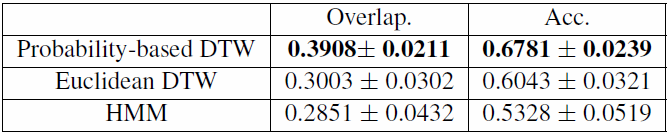 Overlap. Acc.
Probability-based DTW 0.3908± 0.0211 0.6781 ± 0.0239
Euclidean DTW 0.3003 ± 0.0302 0.6043 ± 0.0321
HMM 0.2851 ± 0.0432 0.5328 ± 0.0519